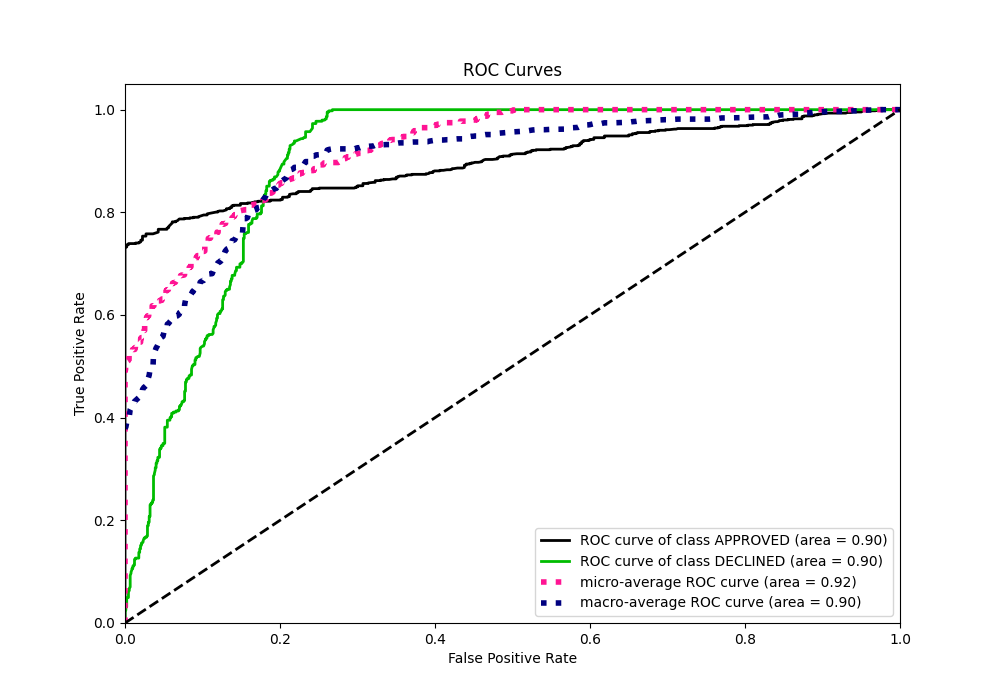 ROC Curves
True Positive Rate
1.0
0.8
0.6
0.4
0.2
0.0
ROC curve of class APPROVED (area = 0.90)
ROC curve of class DECLINED (area = 0.90)
micro-average ROC curve (area = 0.92)
macro-average ROC curve (area = 0.90)
0.0 0.2 0.4 0.6 0.8 1.0
False Positive Rate